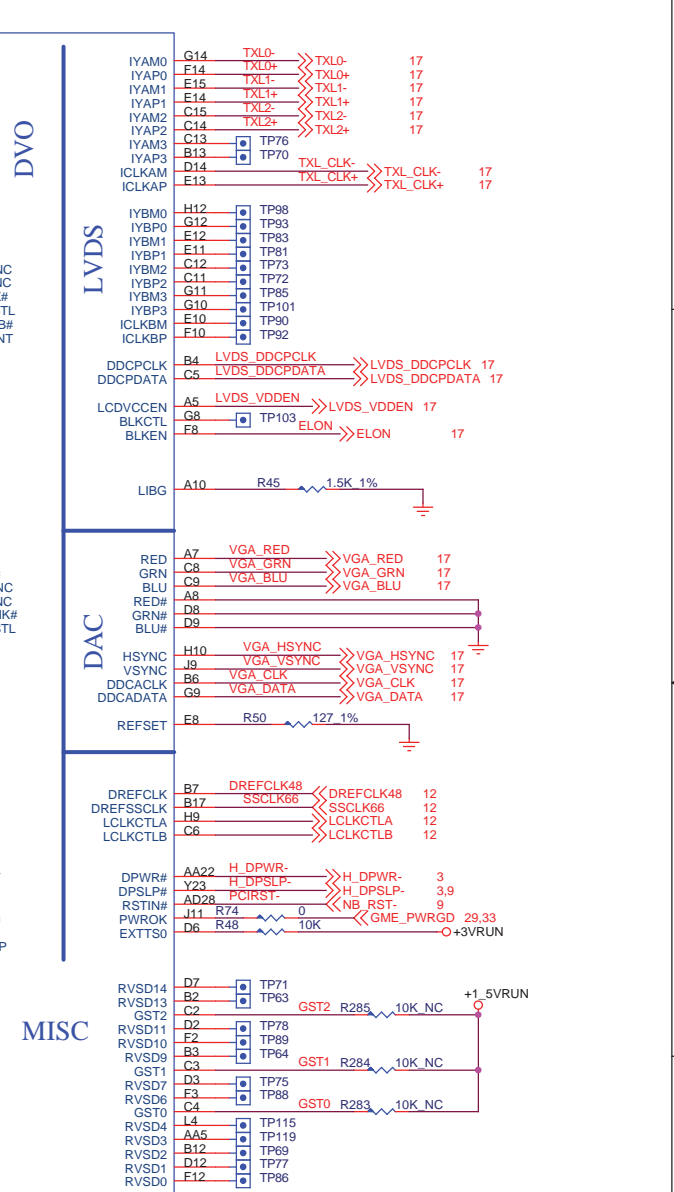 DVO
LVDS
DAC
MISC
NC
NC
#
TL
B#
NT
NC
NC
K#
TL
P
IYAM0 G14 TXL0- TXL0- 17
IYAP0 F14 TXL0+ TXL0+ 17
IYAM1 E15 TXL1- TXL1- 17
IYAP1 E14 TXL1+ TXL1+ 17
IYAM2 C15 TXL2- TXL2- 17
IYAP2 C14 TXL2+ TXL2+ 17
IYAM3 C13 TP76
IYAP3 B13 TP70
ICLKAM D14 TXL_CLK- TXL_CLK- 17
ICLKAP E13 TXL_CLK+ TXL_CLK+ 17
IYBM0 H12 TP98
IYBP0 G12 TP93
IYBM1 E12 TP83
IYBP1 E11 TP81
IYBM2 C12 TP73
IYBP2 C11 TP72
IYBM3 G11 TP85
IYBP3 G10 TP101
ICLKBM E10 TP90
ICLKBP F10 TP92
DDCPCLK B4 LVDS_DDCPCLK LVDS_DDCPCLK 17
DDCPDATA C5 LVDS_DDCPDATA LVDS_DDCPDATA 17
LCDVCCEN A5 LVDS_VDDEN LVDS_VDDEN 17
BLKCTL G8 TP103
BLKEN F8 ELON ELON 17
LIBG A10 R45 1.5K_1%
RED A7 VGA_RED VGA_RED 17
GRN C8 VGA_GRN VGA_GRN 17
BLU C9 VGA_BLU VGA_BLU 17
RED# A8
GRN# D8
BLU# D9
HSYNC H10 VGA_HSYNC VGA_HSYNC 17
VSYNC J9 VGA_VSYNC VGA_VSYNC 17
DDCACLK B6 VGA_CLK VGA_CLK 17
DDCADATA G9 VGA_DATA VGA_DATA 17
REFSET E8 R50 127_1%
DREFCLK B7 DREFCLK48 DREFCLK48 12
DREFSSCLK B17 SSCLK66 SSCLK66 12
LCLKCTLA H9 LCLKCTLA 12
LCLKCTLB C6 LCLKCTLB 12
DPWR# AA22 H_DPWR- H_DPWR- 3
DPSLP# Y23 H_DPSLP- H_DPSLP- 3,9
RSTIN# AD28 PCIRST- NB_RST- 9
PWROK J11 R74 0 GME_PWRGD 29,33
EXTTS0 D6 R48 10K +3VRUN
RVSD14 D7 TP71
RVSD13 B2 TP63
+1_5VRUN
GST2 C2 GST2 R285 10K_NC
RVSD11 D2 TP78
RVSD10 F2 TP89
RVSD9 B3 TP64
GST1 C3 GST1 R284 10K_NC
RVSD7 D3 TP75
RVSD6 F3 TP88
GST0 C4 GST0 R283 10K_NC
RVSD4 L4 TP115
RVSD3 AA5 TP119
RVSD2 B12 TP69
RVSD1 D12 TP77
RVSD0 F12 TP86